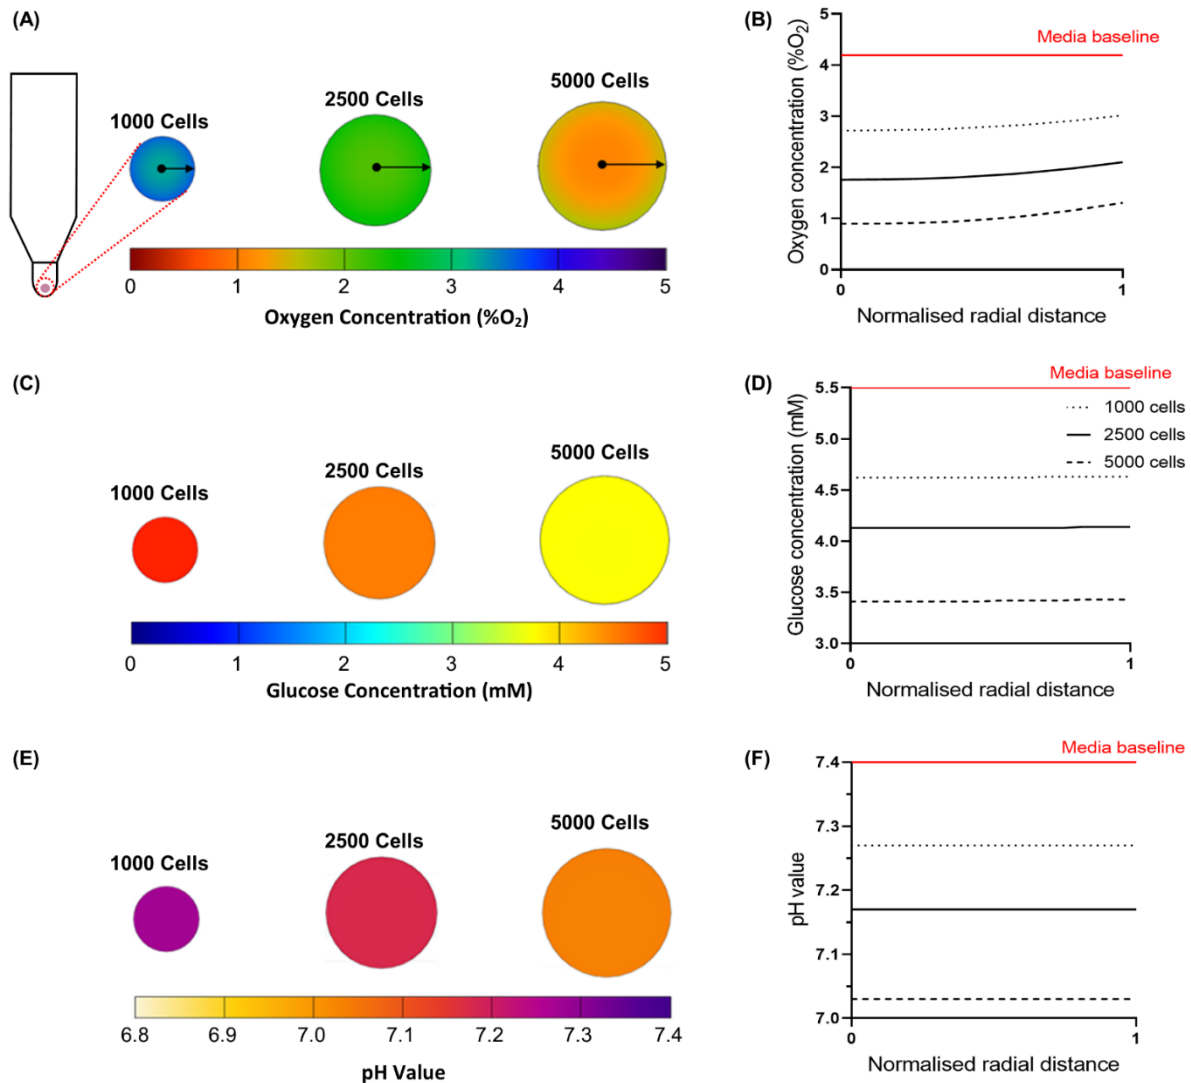 (A)
1000 Cells
2500 Cells
5000 Cells
0 1 2 3 4 5
Oxygen Concentration (%O₂)
(B)
Oxygen concentration (%O₂)
5
4
3
2
1
0
Media baseline
0 1
Normalised radial distance
(C)
1000 Cells
2500 Cells
5000 Cells
0 1 2 3 4 5
Glucose Concentration (mM)
(D)
Glucose concentration (mM)
Media baseline
5.5
5.0
4.5
4.0
3.5
3.0
1000 cells
2500 cells
5000 cells
0 1
Normalised radial distance
(E)
1000 Cells
2500 Cells
5000 Cells
6.8 6.9 7.0 7.1 7.2 7.3 7.4
pH Value
(F)
pH value
Media baseline
7.4
7.3
7.2
7.1
7.0
0 1
Normalised radial distance